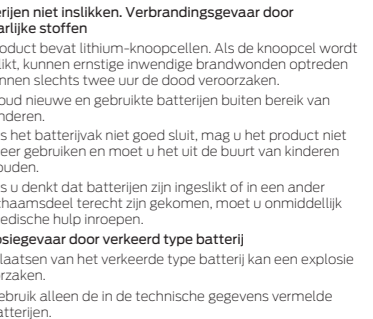 erijen niet inslikken. Verbrandingsgevaar door
arlijke stoffen
oduct bevat lithium-knoopcellen. Als de knoopcel wordt
likt, kunnen ernstige inwendige brandwonden optreden
nnen slechts twee uur de dood veroorzaken.
oud nieuwe en gebruikte batterijen buiten bereik van
nderen.
s het batterijvak niet goed sluit, mag u het product niet
eer gebruiken en moet u het uit de buurt van kinderen
ouden.
s u denkt dat batterijen zijn ingeslikt of in een ander
chaamsdeel terecht zijn gekomen, moet u onmiddellijk
edische hulp inroepen.
osiegevaar door verkeerd type batterij
laatsen van het verkeerde type batterij kan een explosie
rzaken.
ebruik alleen de in de technische gegevens vermelde
atterijen.